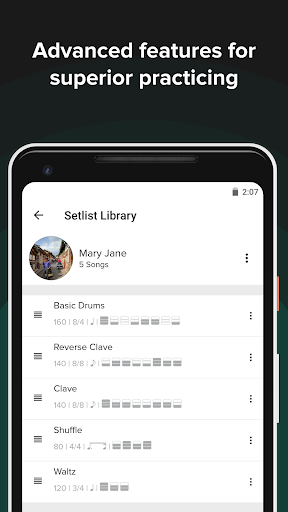 Advanced features for
superior practicing
2:07
Setlist Library
Mary Jane
5 Songs
Basic Drums
160 | 8/4 |
Reverse Clave
140 | 8/8 |
Clave
140 | 8/8 |
Shuffle
80 | 4/4 |
Waltz
120 | 3/4 |